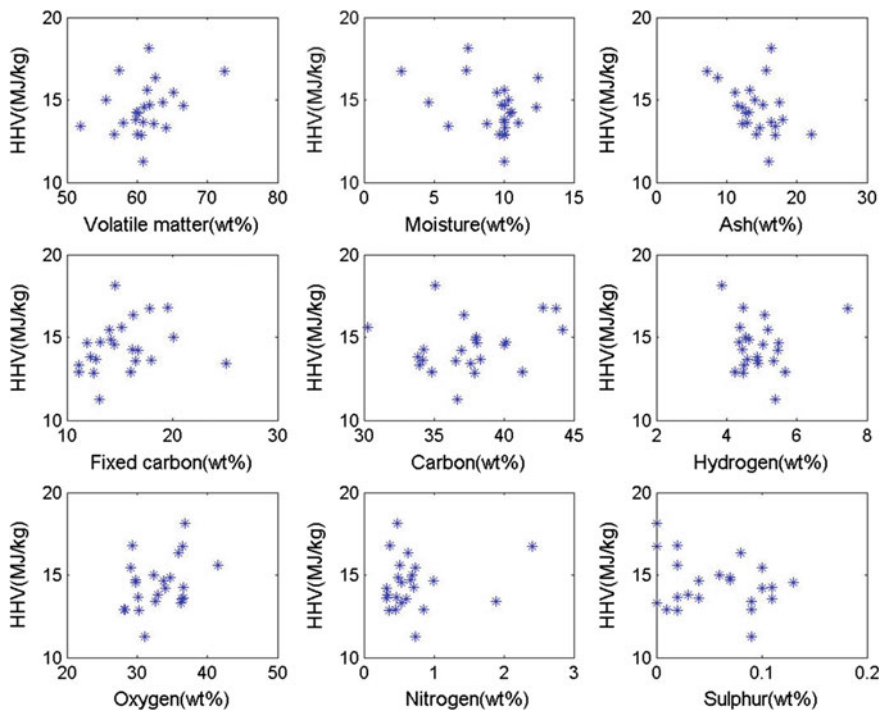 20
15
10
HHV(MJ/kg)
50 60 70 80
Volatile matter(wt%)
20
15
10
HHV(MJ/kg)
0 5 10 15
Moisture(wt%)
20
15
10
HHV(MJ/kg)
0 10 20 30
Ash(wt%)
20
15
10
HHV(MJ/kg)
10 20 30
Fixed carbon(wt%)
20
15
10
HHV(MJ/kg)
30 35 40 45
Carbon(wt%)
20
15
10
HHV(MJ/kg)
2 4 6 8
Hydrogen(wt%)
20
15
10
HHV(MJ/kg)
20 30 40 50
Oxygen(wt%)
20
15
10
HHV(MJ/kg)
0 1 2 3
Nitrogen(wt%)
20
15
10
HHV(MJ/kg)
0 0.1 0.2
Sulphur(wt%)